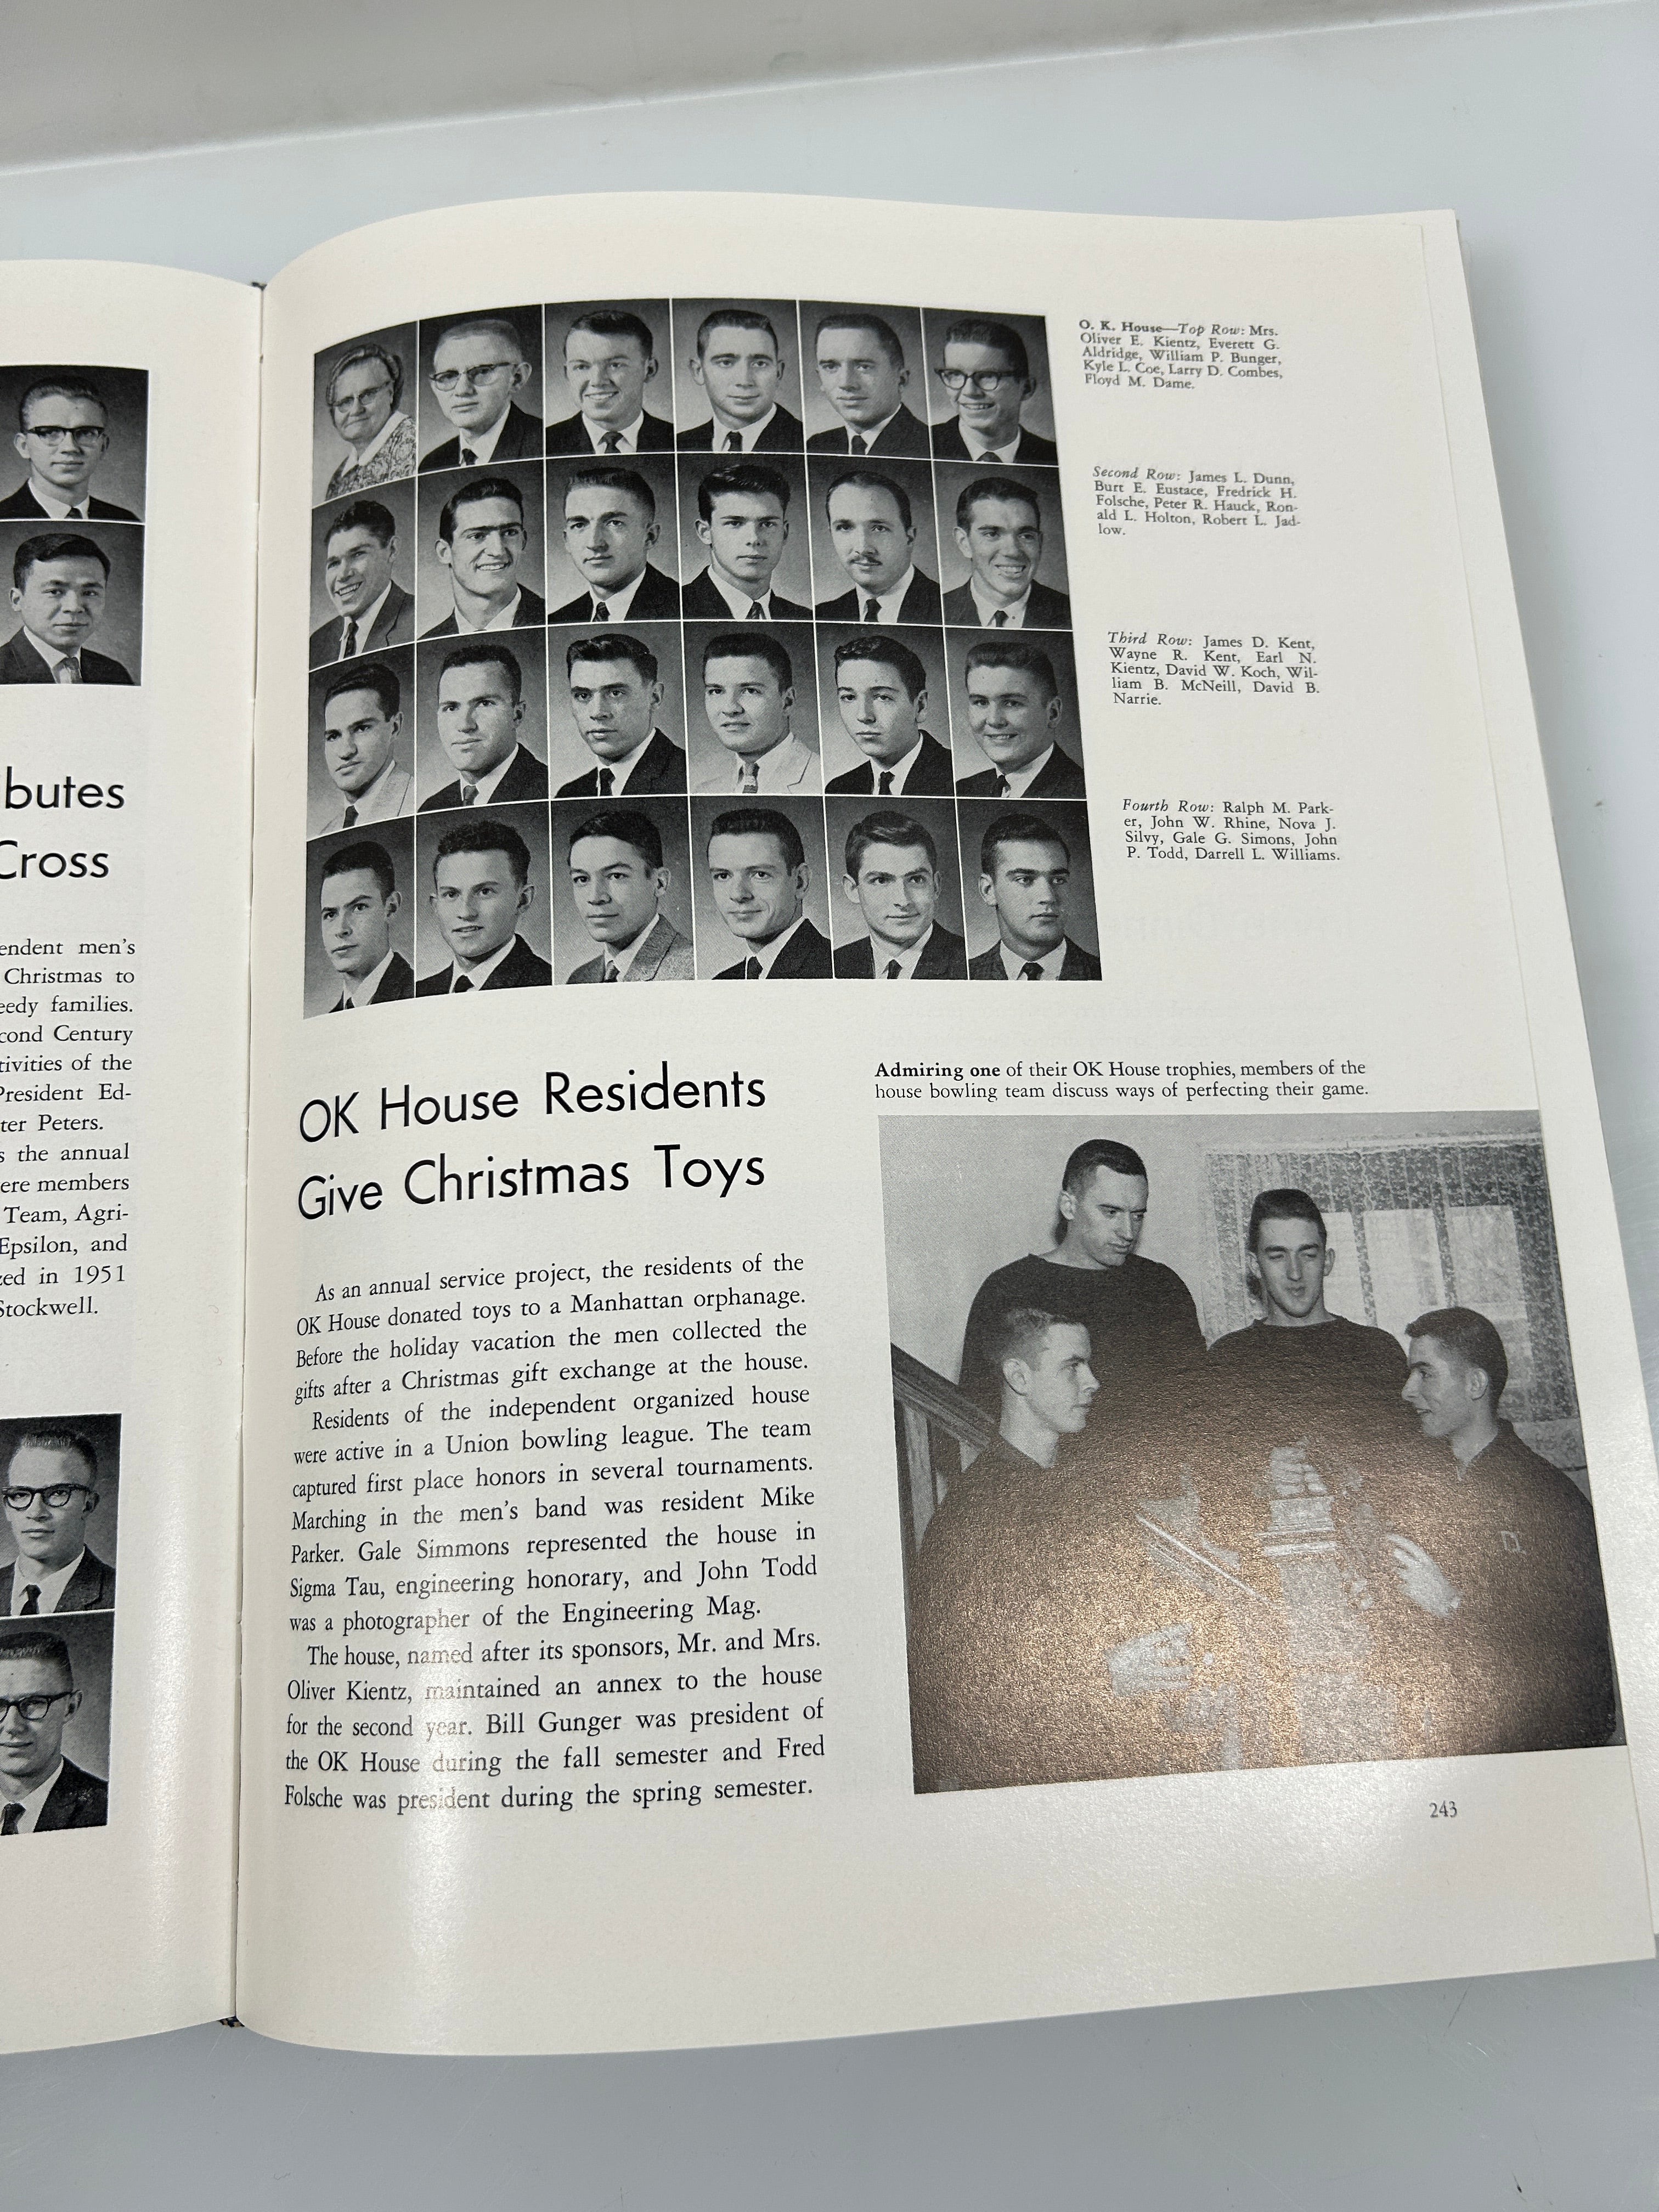 butes
Cross
endent men's
Christmas to
eedy families.
cond Century
tivities of the
President Ed-
ter Peters.
s the annual
ere members
Team, Agri-
Epsilon, and
zed in 1951
Stockwell.
O. K. House—Top Row: Mrs.
Oliver E. Kientz, Everett G.
Aldridge, William P. Bunger,
Kyle L. Coe, Larry D. Combes,
Floyd M. Dame.
Second Row: James L. Dunn,
Burt E. Eustace, Fredrick H.
Folsche, Peter R. Hauck, Ron-
ald L. Holton, Robert L. Jad-
low.
Third Row: James D. Kent,
Wayne R. Kent, Earl N.
Kientz, David W. Koch, Wil-
liam B. McNeill, David B.
Narrie.
Fourth Row: Ralph M. Park-
er, John W. Rhine, Nova J.
Silvy, Gale G. Simons, John
P. Todd, Darrell L. Williams.
OK House Residents
Give Christmas Toys
As an annual service project, the residents of the
OK House donated toys to a Manhattan orphanage.
Before the holiday vacation the men collected the
gifts after a Christmas gift exchange at the house.
Residents of the independent organized house
were active in a Union bowling league. The team
captured first place honors in several tournaments.
Marching in the men's band was resident Mike
Parker. Gale Simmons represented the house in
Sigma Tau, engineering honorary, and John Todd
was a photographer of the Engineering Mag.
The house, named after its sponsors, Mr. and Mrs.
Oliver Kientz, maintained an annex to the house
for the second year. Bill Gunger was president of
the OK House during the fall semester and Fred
Folsche was president during the spring semester.
Admiring one of their OK House trophies, members of the
house bowling team discuss ways of perfecting their game.
243